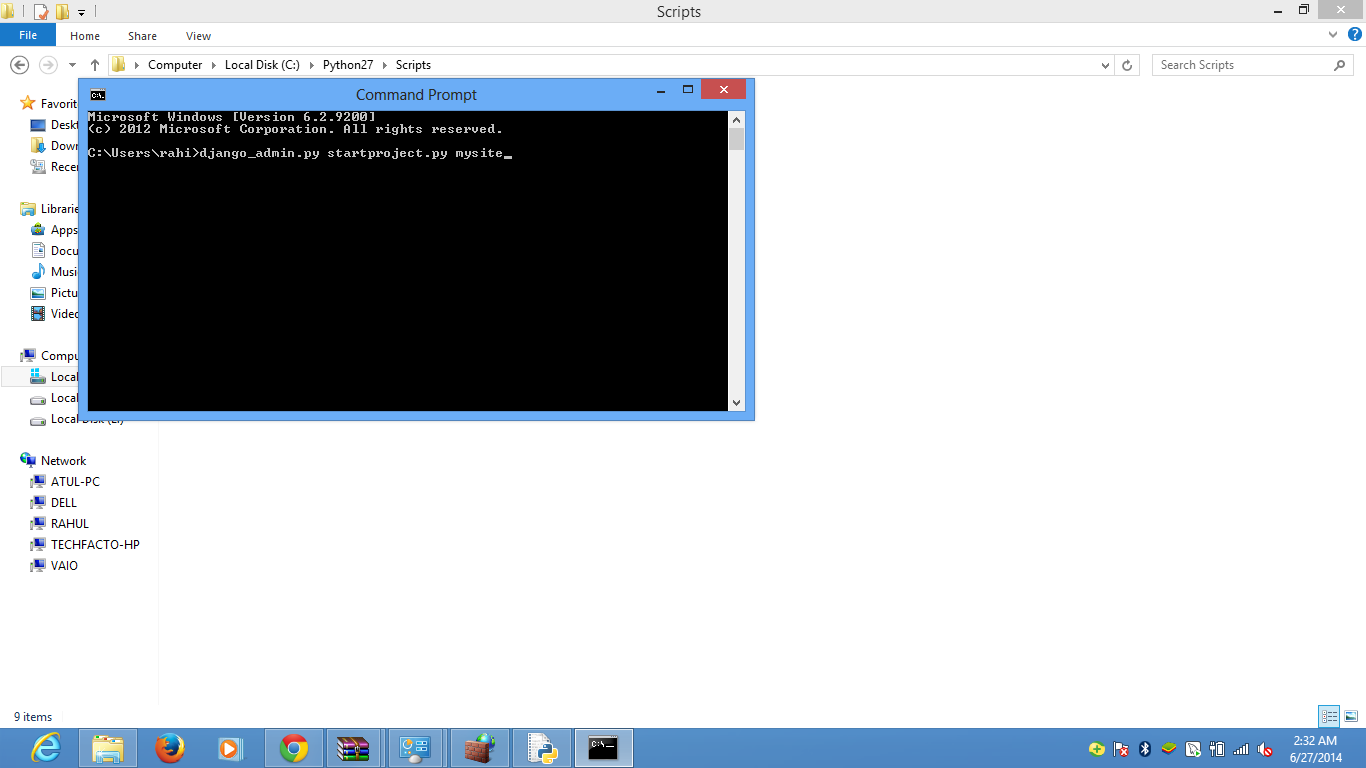 Scripts
File Home Share View
Computer Local Disk (C:) Python27 Scripts
Search Scripts
Favorit
Command Prompt
C:\.
Microsoft Windows [Version 6.2.9200]
(c) 2012 Microsoft Corporation. All rights reserved.
C:\Users\rahi>django_admin.py startproject.py mysite_
Deskt
Down
Recen
Librarie
Apps
Docu
Music
Pictu
Video
Compu
Local
Local
Local Disk (E:)
Network
ATUL-PC
DELL
RAHUL
TECHFACTO-HP
VAIO
9 items
2:32 AM
6/27/2014